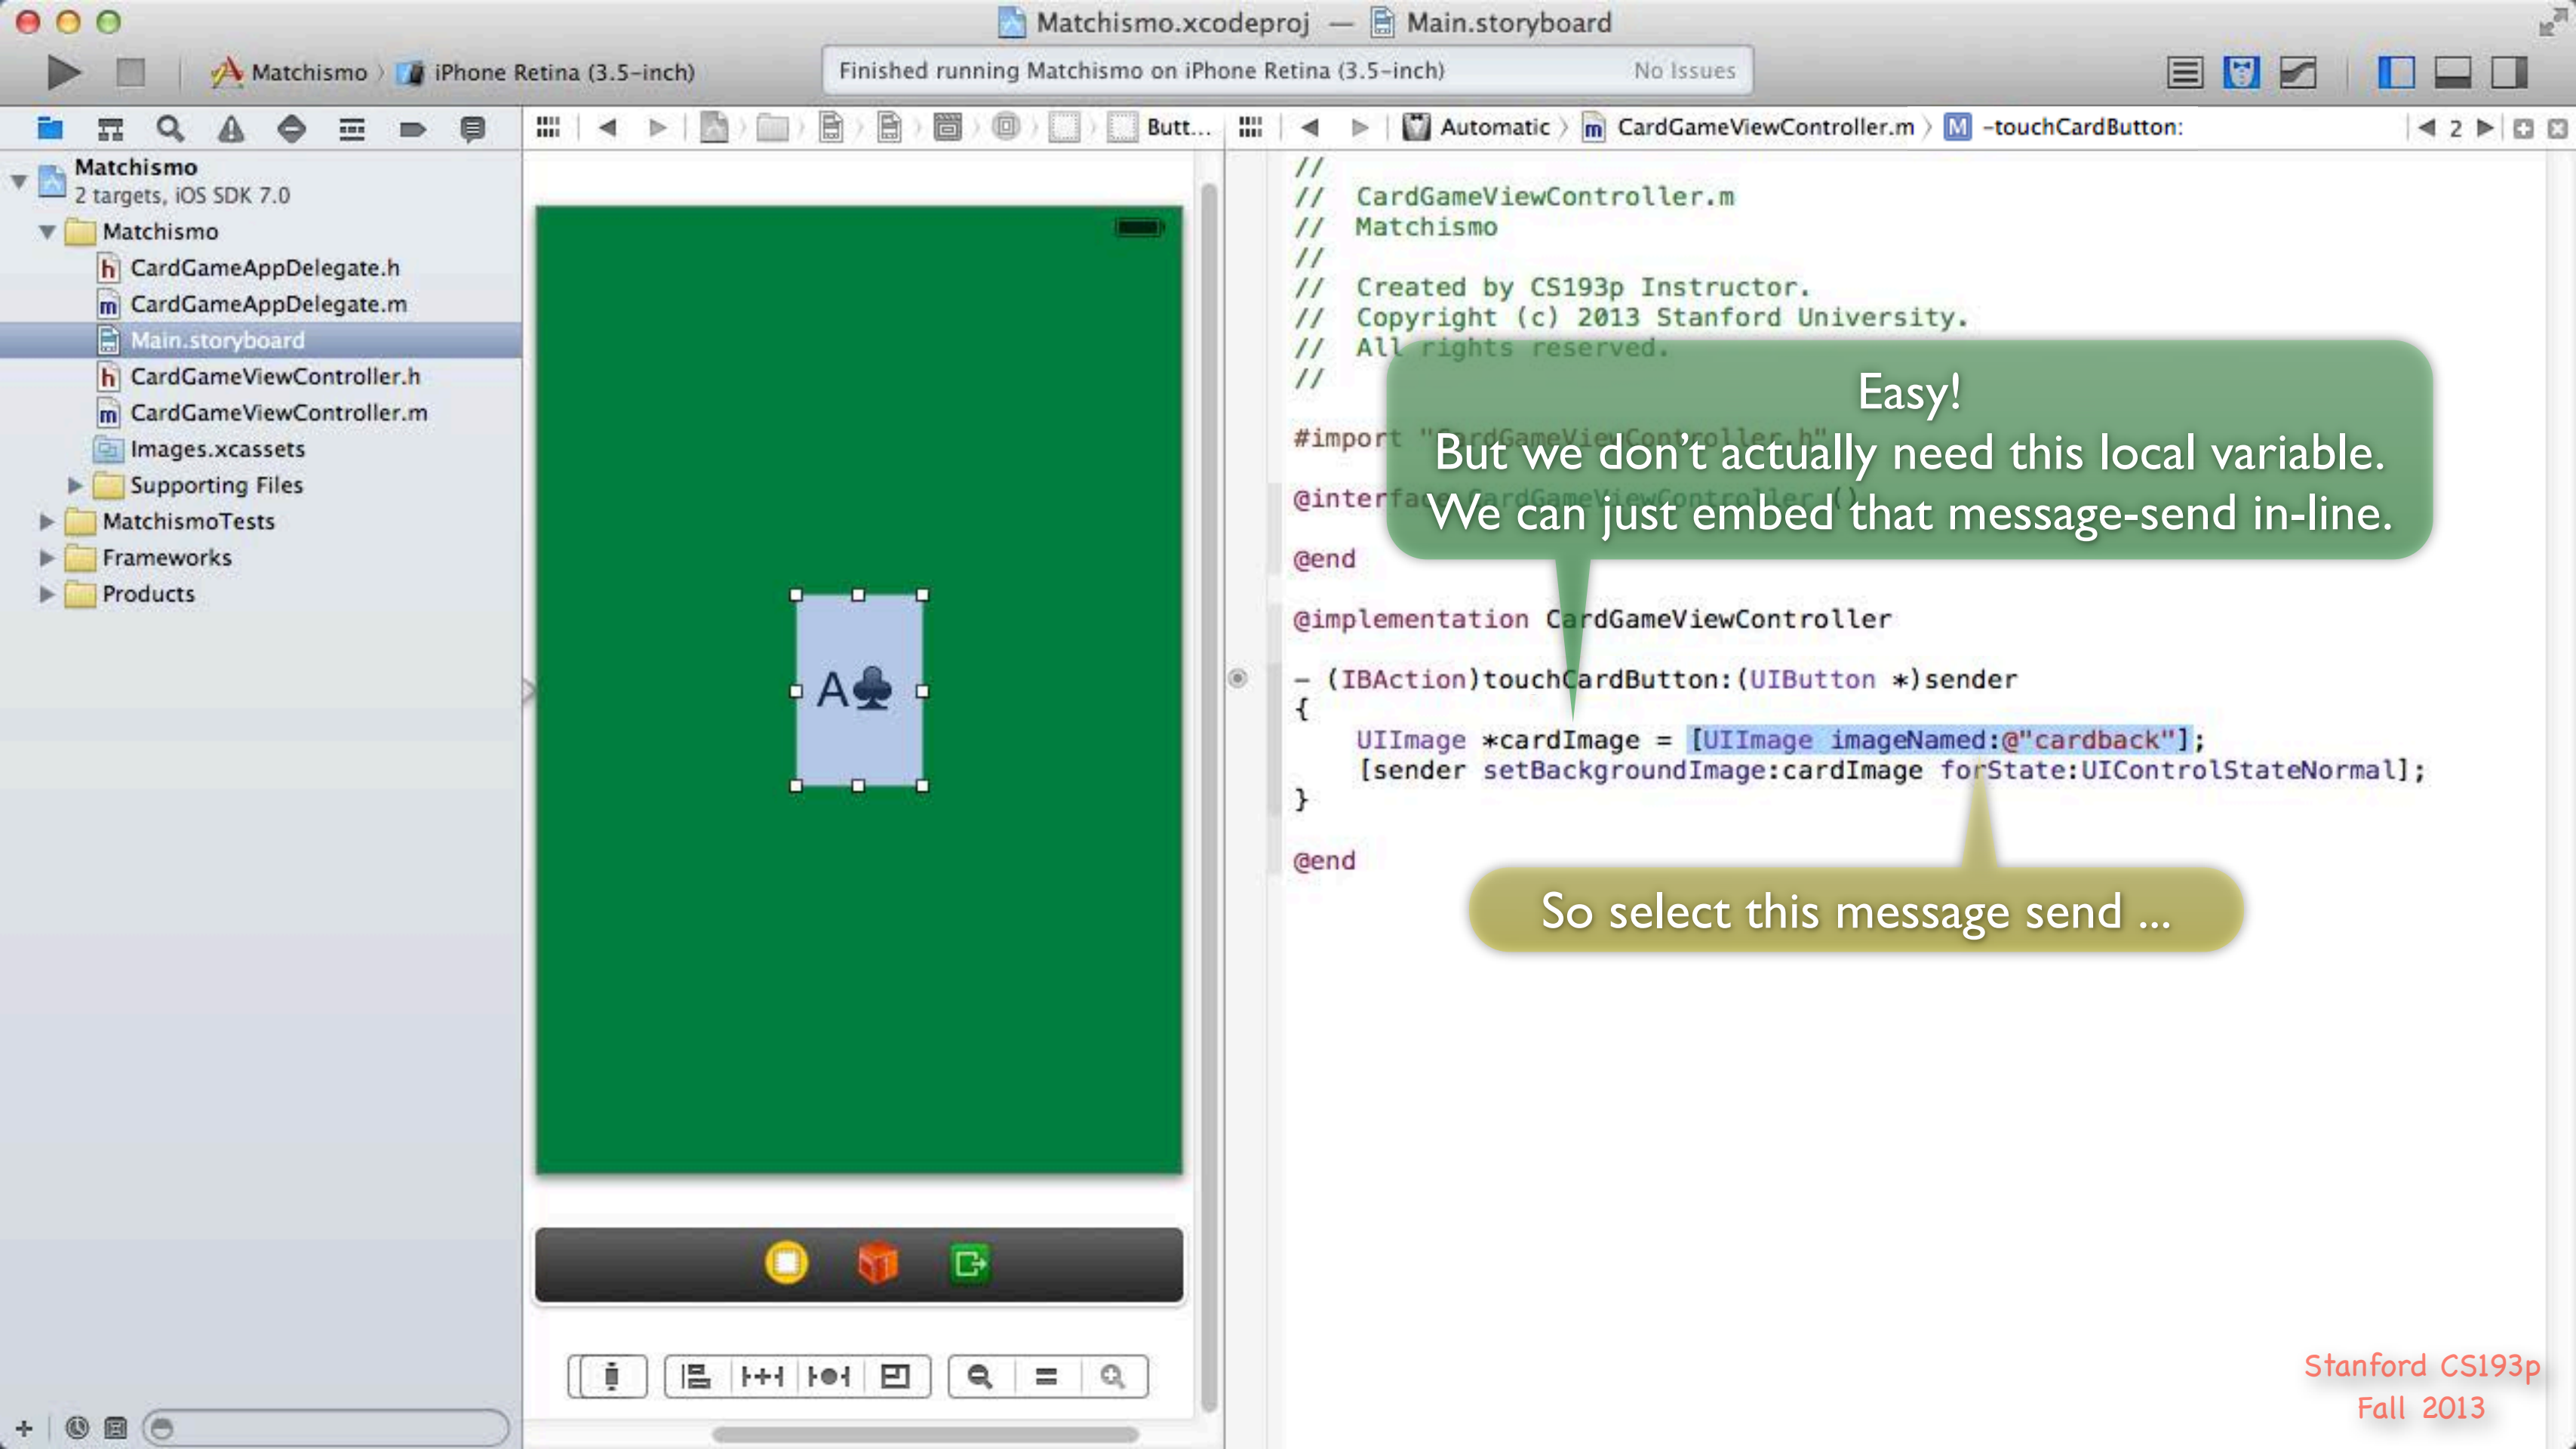 Matchismo.xcodeproj — Main.storyboard
Matchismo
iPhone Retina (3.5-inch)
Finished running Matchismo on iPhone Retina (3.5-inch)
No Issues
Butt...
Automatic
CardGameViewController.m
M
-touchCardButton:
2
Matchismo
2 targets, iOS SDK 7.0
Matchismo
h CardGameAppDelegate.h
m CardGameAppDelegate.m
Main.storyboard
h CardGameViewController.h
m CardGameViewController.m
Images.xcassets
Supporting Files
MatchismoTests
Frameworks
Products
A♣
//
// CardGameViewController.m
// Matchismo
//
// Created by CS193p Instructor.
// Copyright (c) 2013 Stanford University.
// All rights reserved.
//
#import "CardGameViewController.h"
@interface CardGameViewController ()
@end
@implementation CardGameViewController
- (IBAction)touchCardButton:(UIButton *)sender
{
UIImage *cardImage = [UIImage imageNamed:@"cardback"];
[sender setBackgroundImage:cardImage forState:UIControlStateNormal];
}
@end
Easy!
But we don't actually need this local variable.
We can just embed that message-send in-line.
So select this message send ...
Stanford CS193p
Fall 2013